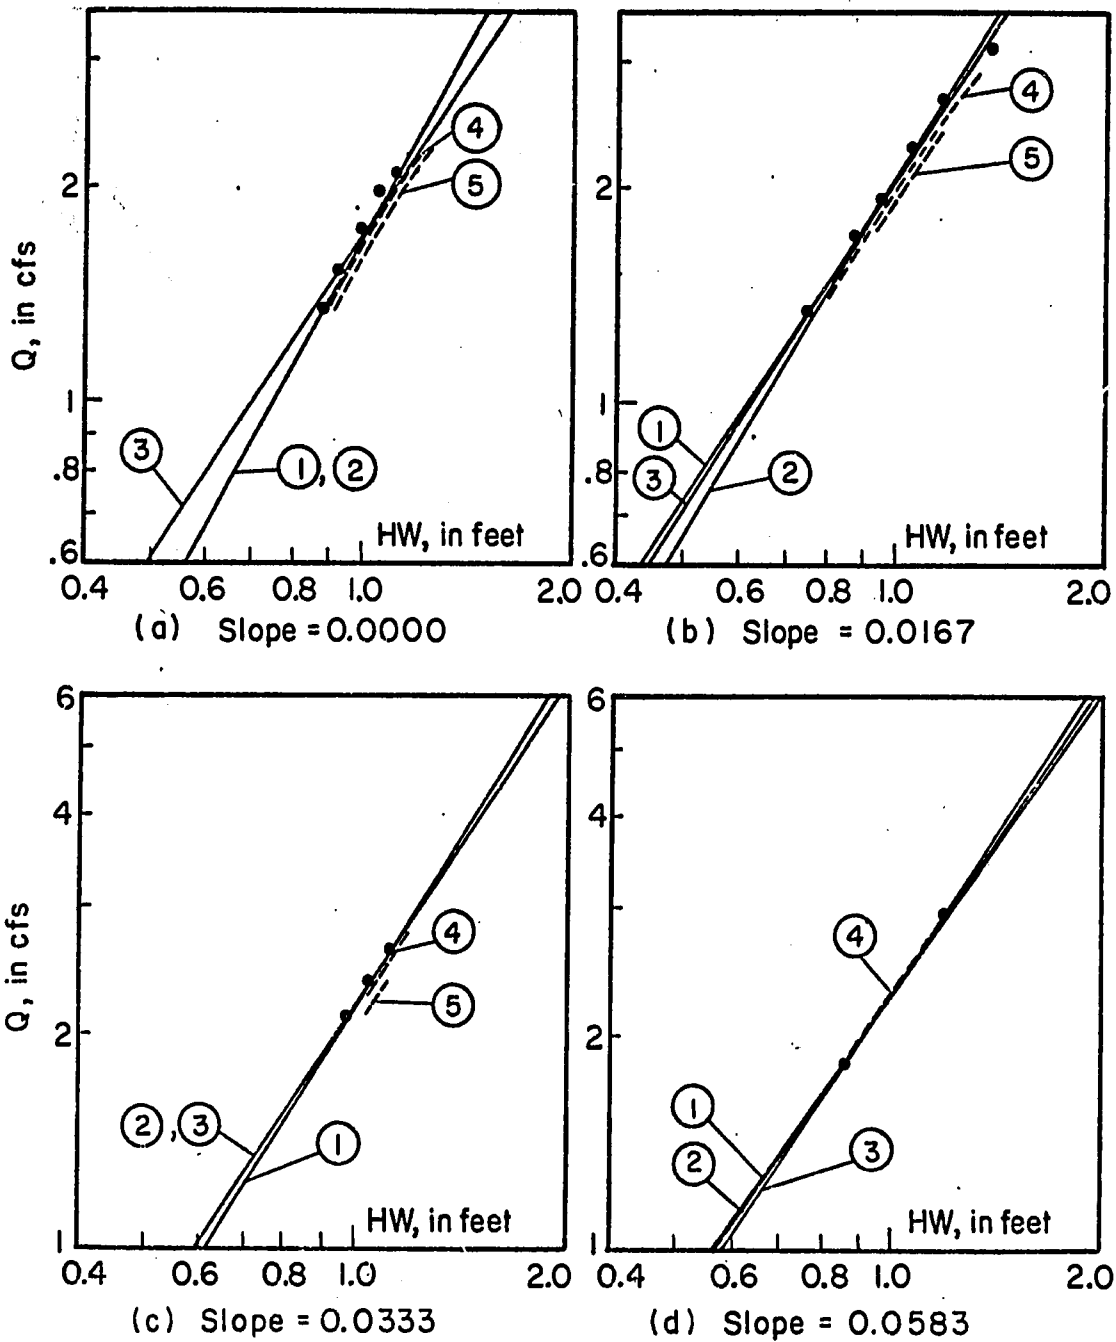 4
5
2
Q, in cfs
1
.8
.6
3
1, 2
HW, in feet
0.4 0.6 0.8 1.0 2.0
(a) Slope = 0.0000
4
5
2
1
.8
.6
1
3
2
HW, in feet
0.4 0.6 0.8 1.0 2.0
(b) Slope = 0.0167
6
4
2
1
Q, in cfs
4
5
2, 3
1
HW, in feet
0.4 0.6 0.8 1.0 2.0
(c) Slope = 0.0333
6
4
2
1
4
1
2
3
HW, in feet
0.4 0.6 0.8 1.0 2.0
(d) Slope = 0.0583